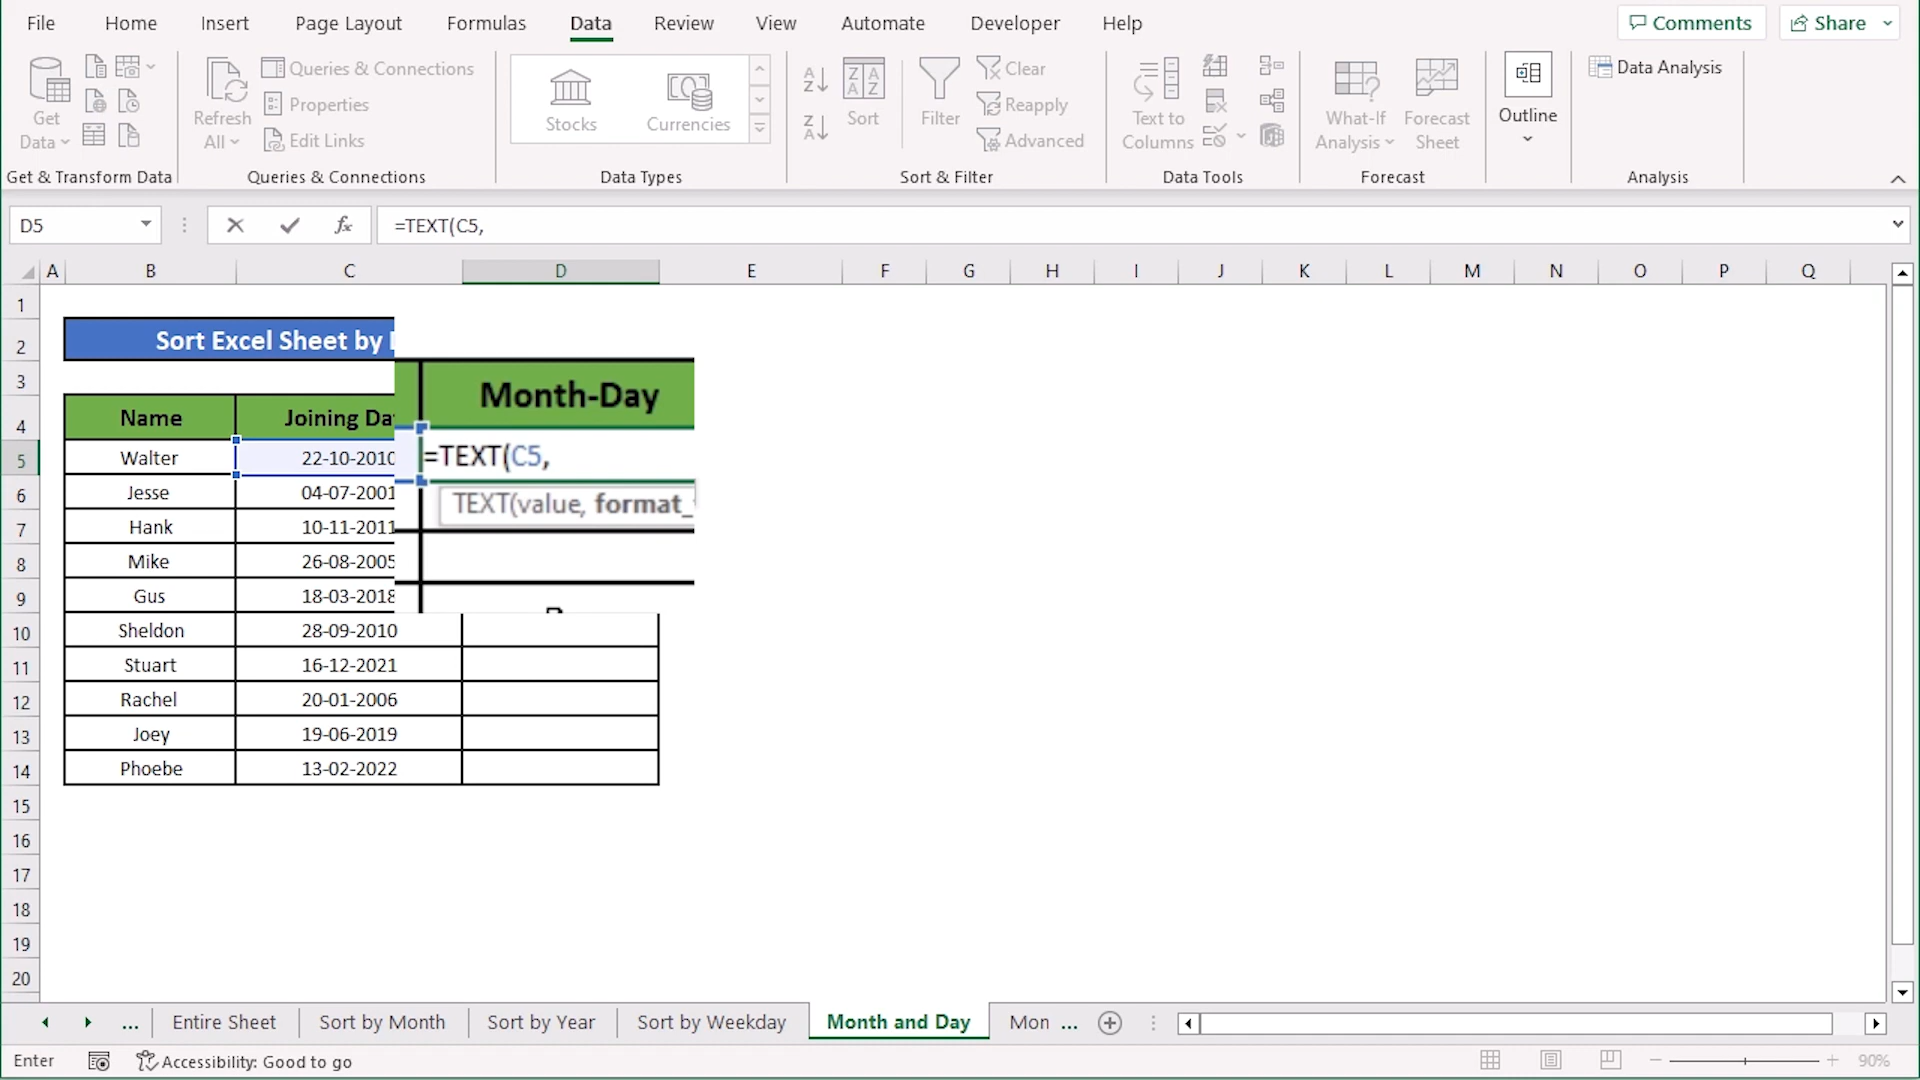 File Home Insert Page Layout Formulas Data Review View Automate Developer Help Comments Share
Get Data
Refresh All
Queries & Connections
Properties
Edit Links
Stocks Currencies
Sort Filter
Clear
Reapply
Advanced
Text to Columns
What-If Analysis
Forecast Sheet
Outline
Data Analysis
Get & Transform Data Queries & Connections Data Types Sort & Filter Data Tools Forecast Analysis
D5 fx =TEXT(C5,
A B C D E F G H I J K L M N O P Q
1
2 Sort Excel Sheet by
3
4 Name Joining Da Month-Day
5 Walter 22-10-2010 =TEXT(C5,
TEXT(value, format_
6 Jesse 04-07-2001
7 Hank 10-11-2011
8 Mike 26-08-2005
9 Gus 18-03-2018
10 Sheldon 28-09-2010
11 Stuart 16-12-2021
12 Rachel 20-01-2006
13 Joey 19-06-2019
14 Phoebe 13-02-2022
15
16
17
18
19
20
... Entire Sheet Sort by Month Sort by Year Sort by Weekday Month and Day Mon ...
Enter Accessibility: Good to go 90%